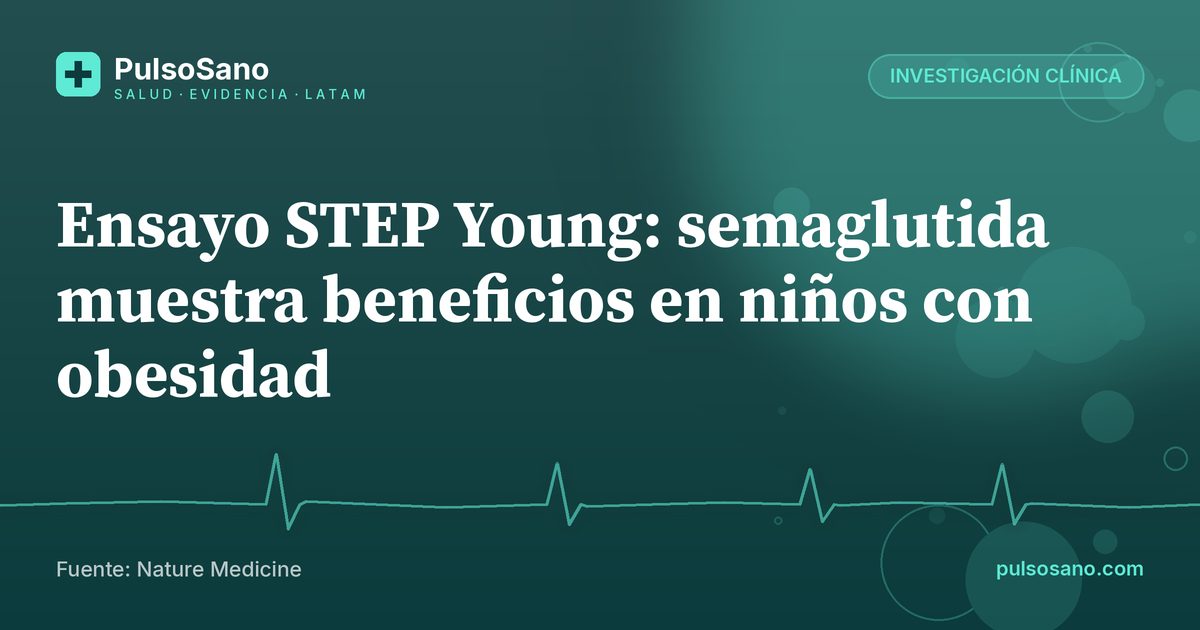 PulsoSano
SALUD · EVIDENCIA · LATAM
INVESTIGACIÓN CLÍNICA
Ensayo STEP Young: semaglutida
muestra beneficios en niños con
obesidad
Fuente: Nature Medicine
pulsosano.com